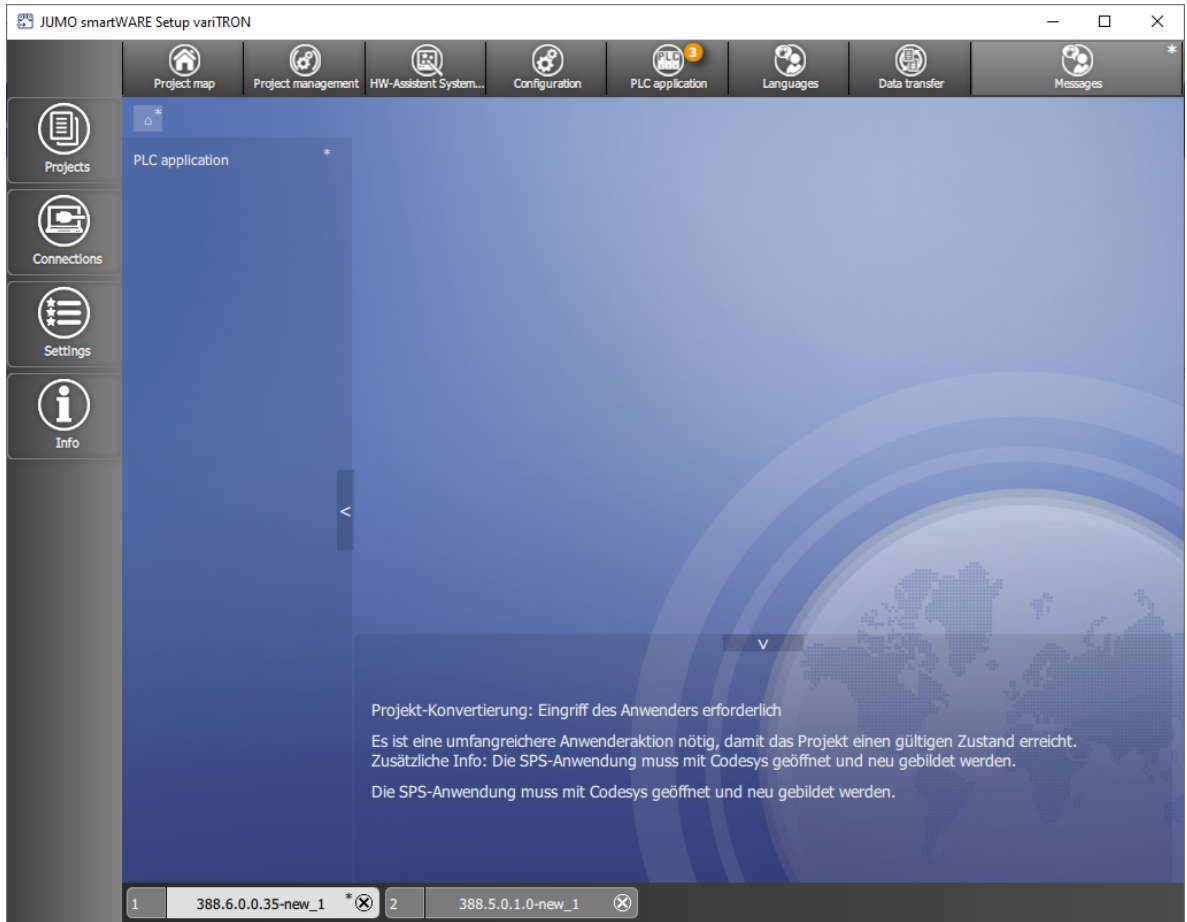 JUMO smartWARE Setup variTRON
Project map
Project management
HW-Assistent System...
Configuration
PLC
3
PLC application
Languages
Data transfer
Messages
*
Projects
Connections
Settings
Info
*
PLC application *
<
v
Projekt-Konvertierung: Eingriff des Anwenders erforderlich
Es ist eine umfangreichere Anwenderaktion nötig, damit das Projekt einen gültigen Zustand erreicht.
Zusätzliche Info: Die SPS-Anwendung muss mit Codesys geöffnet und neu gebildet werden.
Die SPS-Anwendung muss mit Codesys geöffnet und neu gebildet werden.
1 388.6.0.0.35-new_1 * 2 388.5.0.1.0-new_1